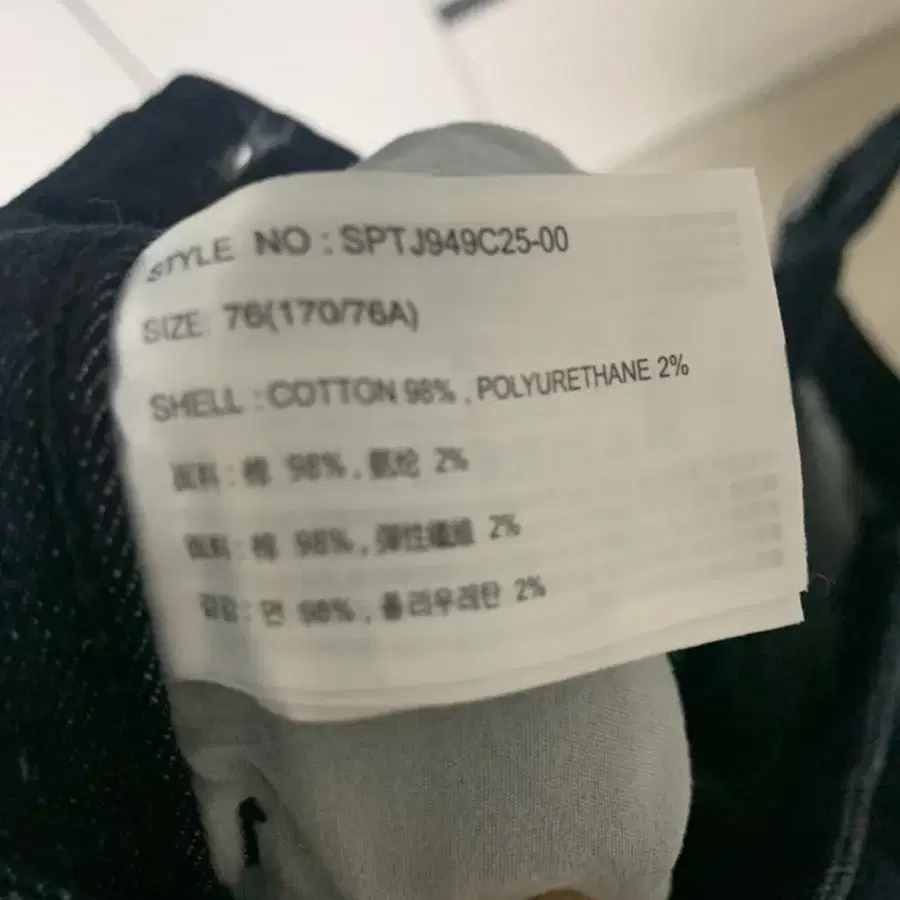 STYLE NO : SPTJ949C25-00
SIZE 76(170/76A)
SHELL : COTTON 98% , POLYURETHANE 2%
面料 : 棉 98% , 氨纶 2%
面料 : 棉 98% , 彈性纖維 2%
겉감 : 면 98% , 폴리우레탄 2%